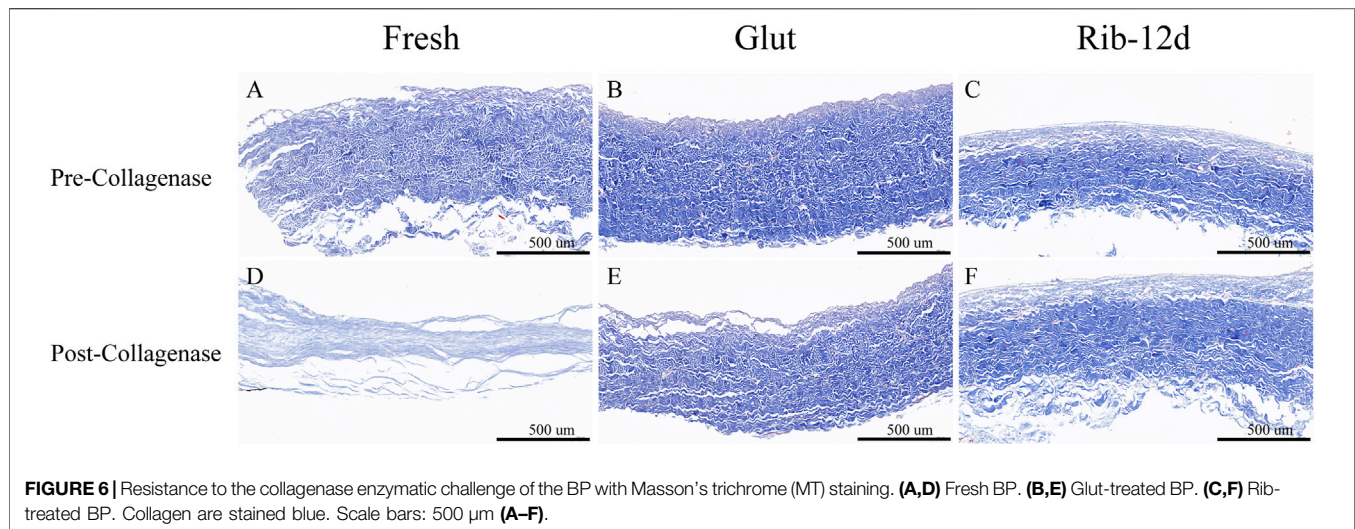 Fresh Glut Rib-12d
Pre-Collagenase
A B C
500 um 500 um 500 um
Post-Collagenase
D E F
500 um 500 um 500 um
FIGURE 6 | Resistance to the collagenase enzymatic challenge of the BP with Masson's trichrome (MT) staining. (A,D) Fresh BP. (B,E) Glut-treated BP. (C,F) Rib-
treated BP. Collagen are stained blue. Scale bars: 500 µm (A–F).